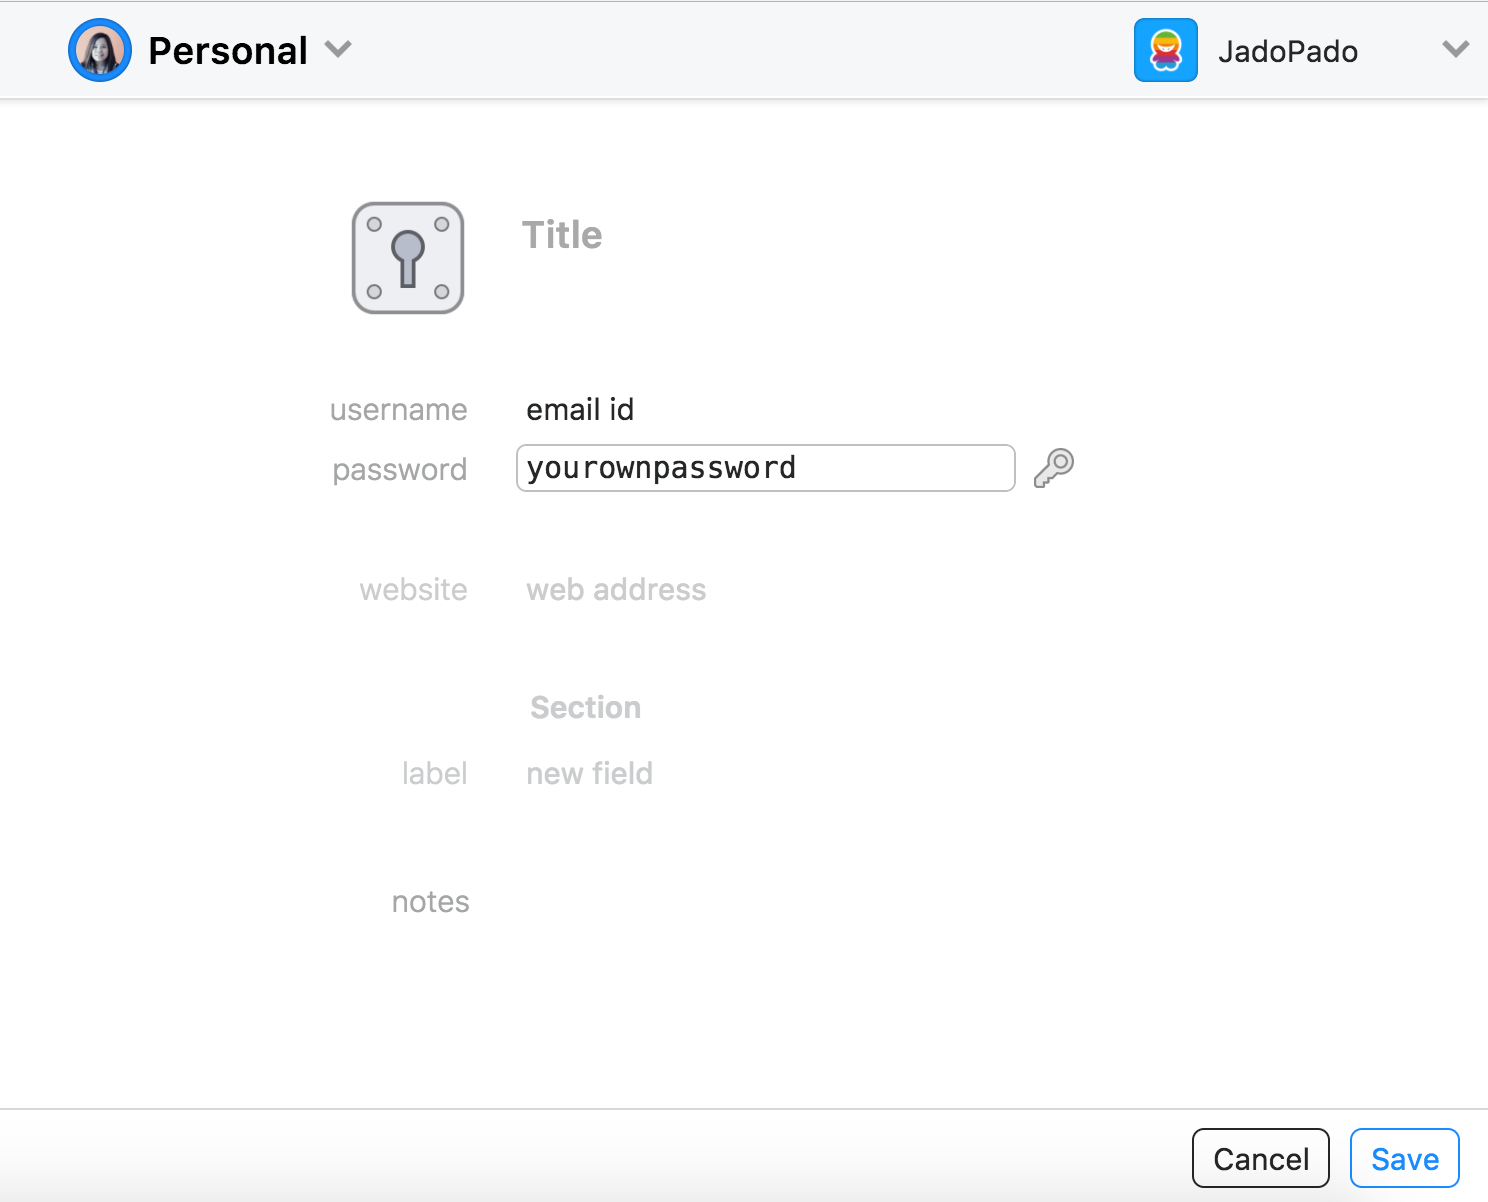 Personal
JadoPado
Title
username email id
password yourownpassword
website web address
Section
label new field
notes
Cancel Save